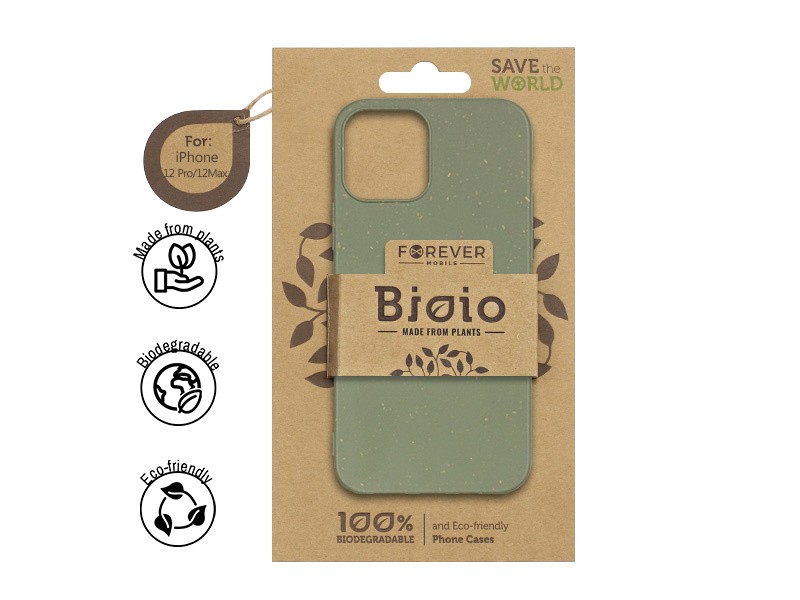 SAVE the
WORLD
For:
iPhone
12 Pro/12Max
Made from plants
Biodegradable
Eco-friendly
FOREVER
MOBILE
Bioio
MADE FROM PLANTS
100%
BIODEGRADABLE
and Eco-friendly
Phone Cases